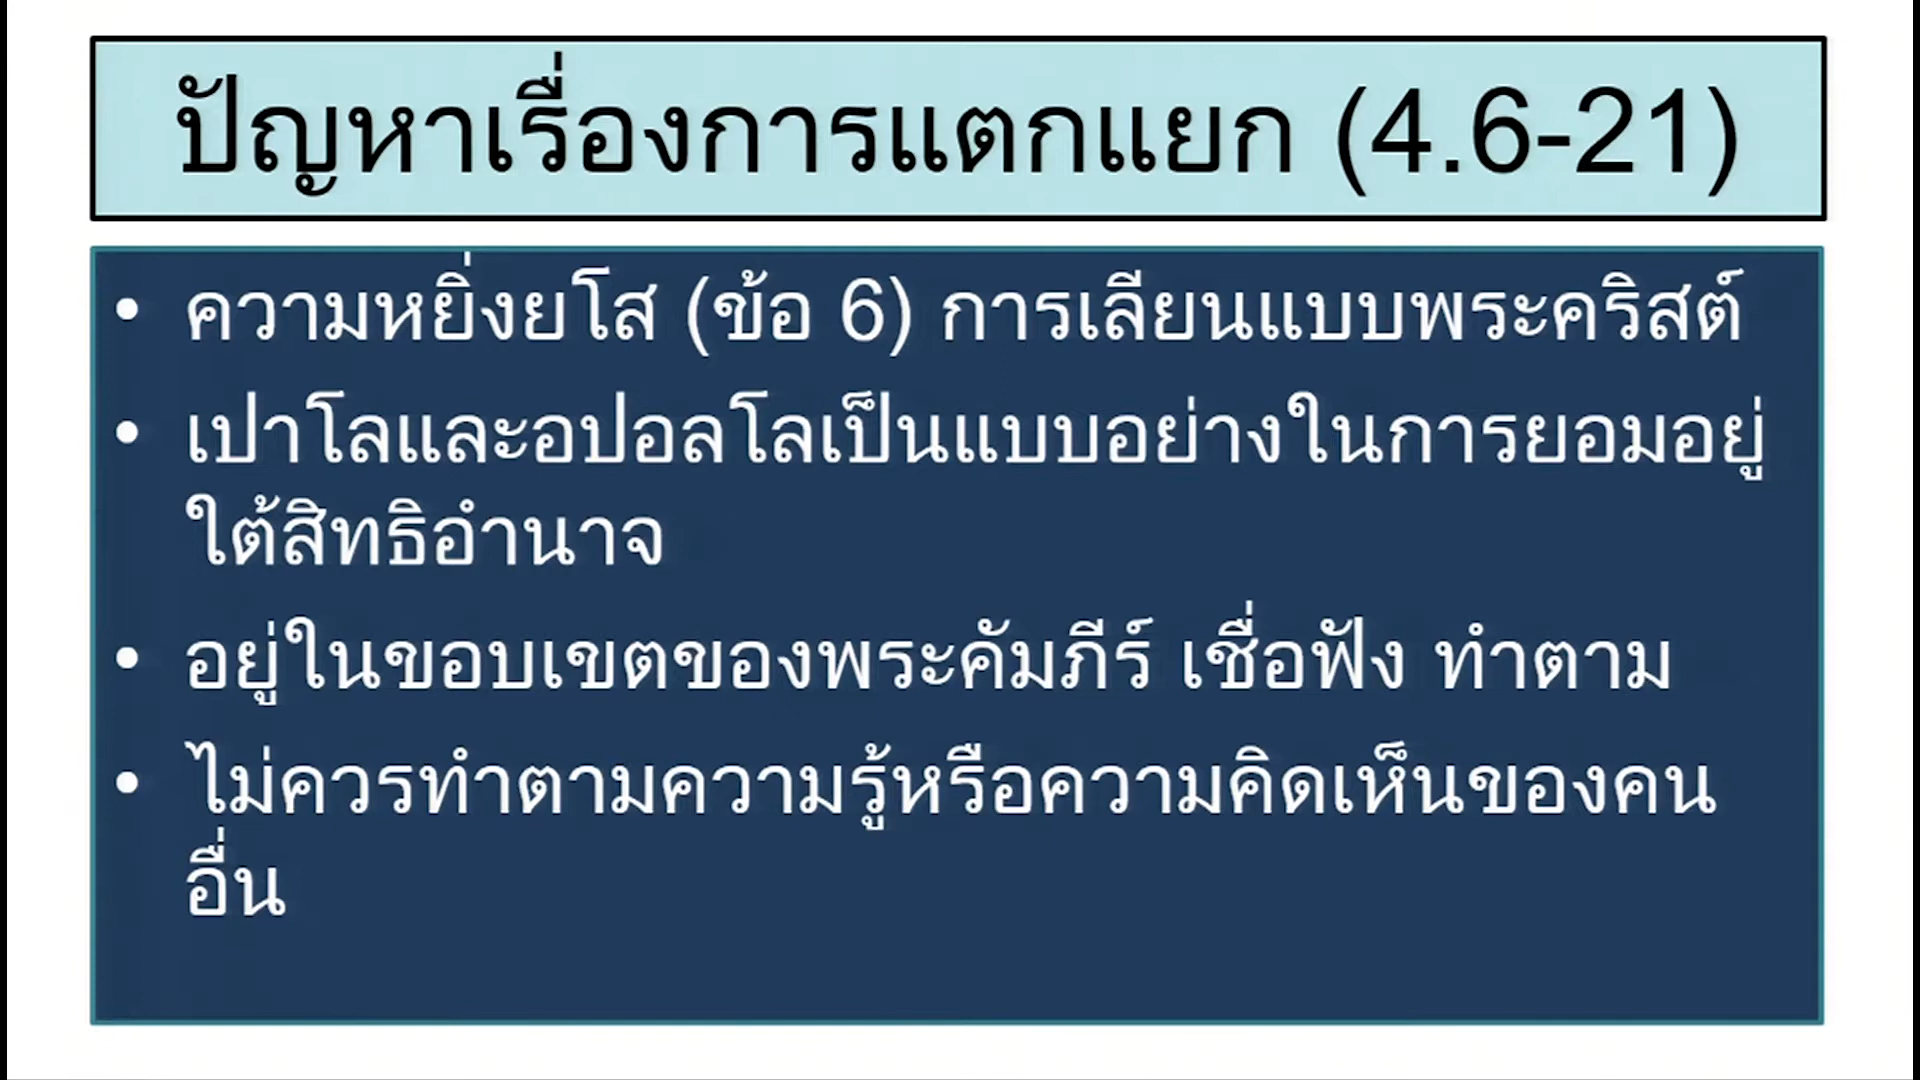 ปัญหาเรื่องการแตกแยก (4.6-21)
• ความหยิ่งยโส (ข้อ 6) การเลียนแบบพระคริสต์
• เปาโลและอปอลโลเป็นแบบอย่างในการยอมอยู่
ใต้สิทธิอำนาจ
• อยู่ในขอบเขตของพระคัมภีร์ เชื่อฟัง ทำตาม
• ไม่ควรทำตามความรู้หรือความคิดเห็นของคน
อื่น